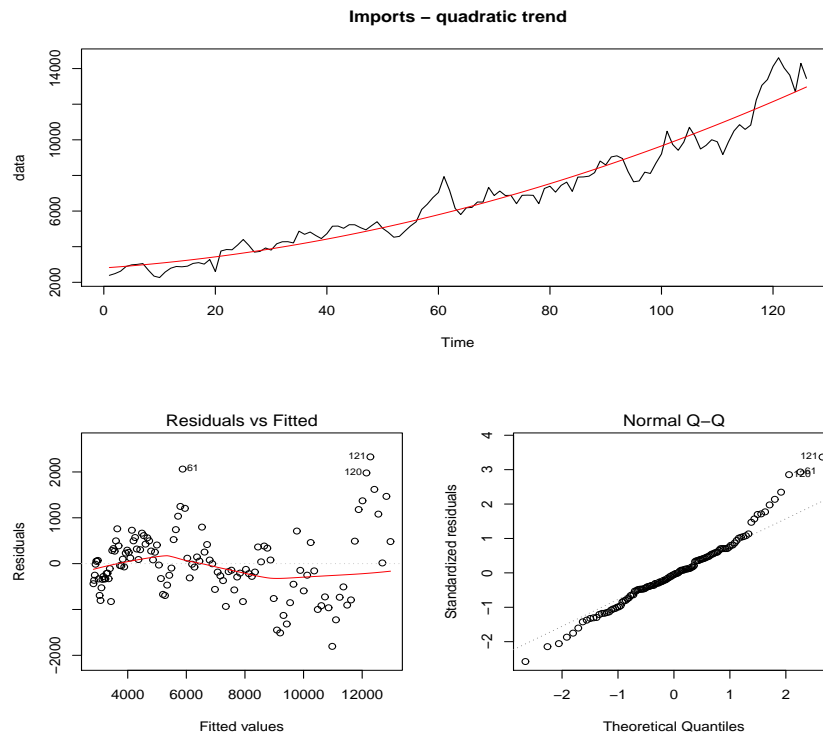 Imports – quadratic trend
14000
10000
6000
2000
data
0 20 40 60 80 100 120
Time
Residuals vs Fitted
2000
1000
0
−2000
Residuals
61
121
120
4000 6000 8000 10000 12000
Fitted values
Normal Q−Q
4
3
2
1
0
−1
−2
Standardized residuals
121
61
120
−2 −1 0 1 2
Theoretical Quantiles